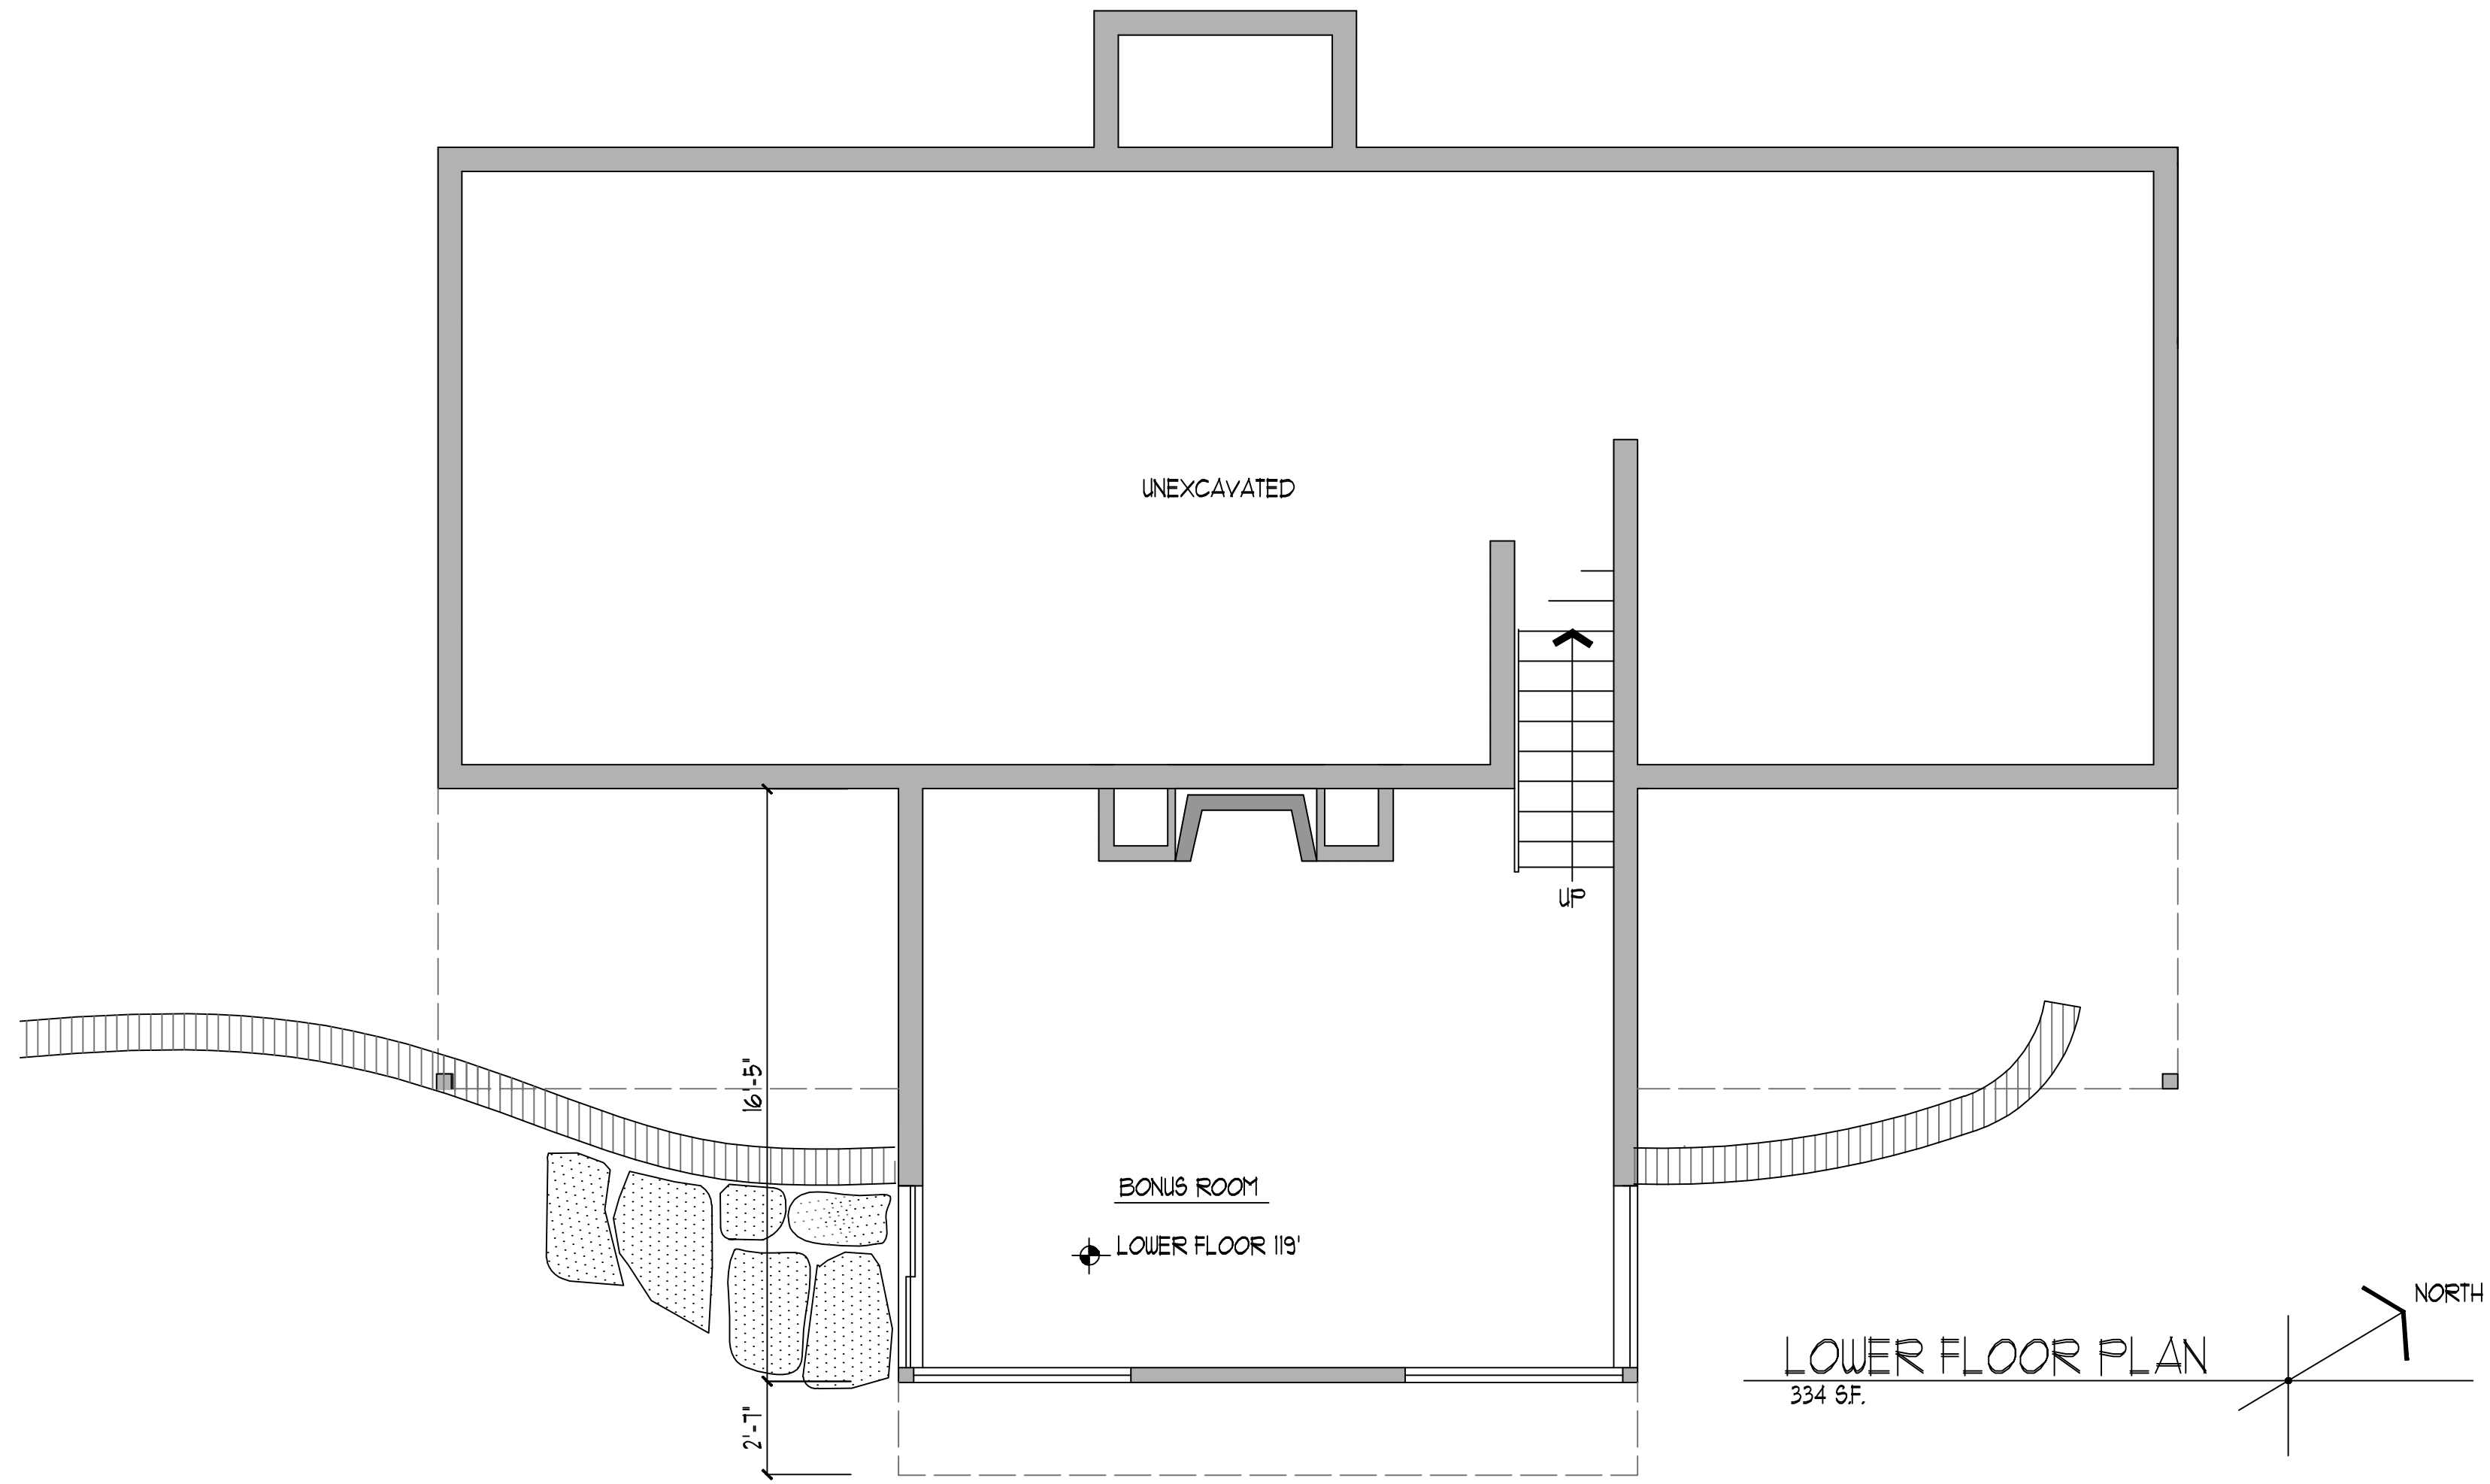 UNEXCAVATED
UP
16'-5"
BONUS ROOM
LOWER FLOOR 119'
2'-7"
NORTH
LOWER FLOOR PLAN
334 S.F.